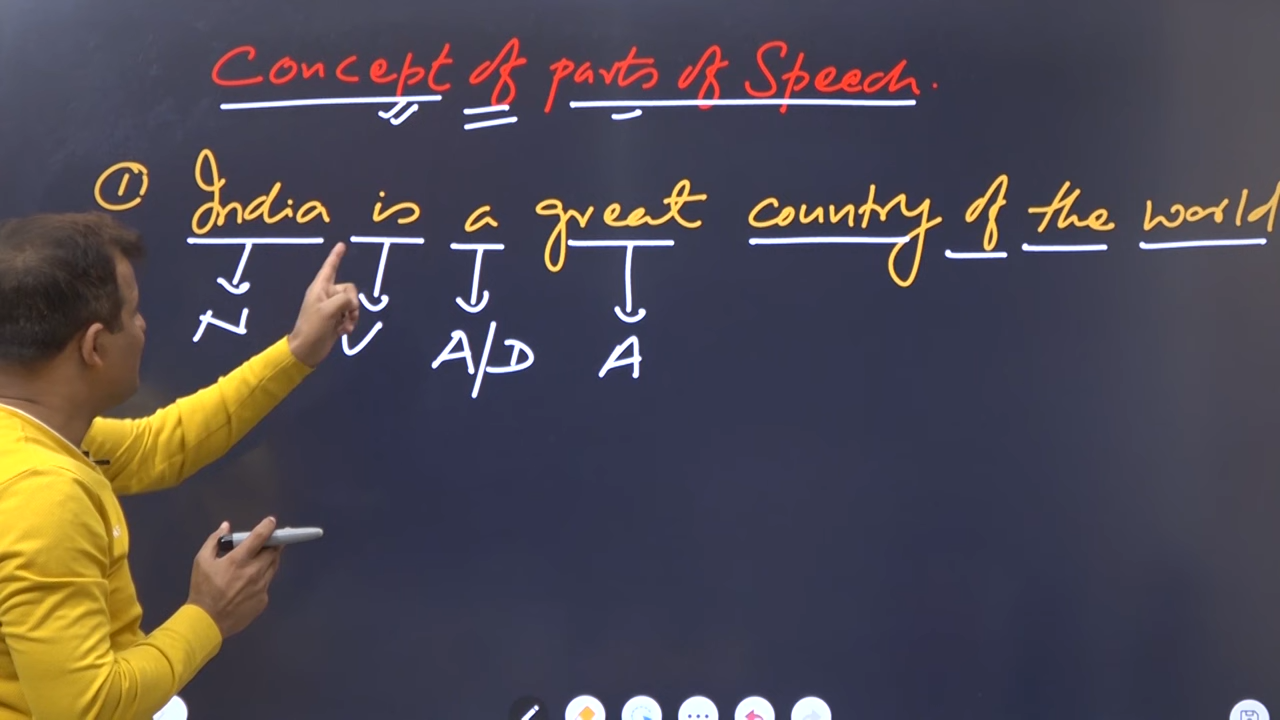 Concept of parts of Speech.
① India is a great country of the world
N V A/D A